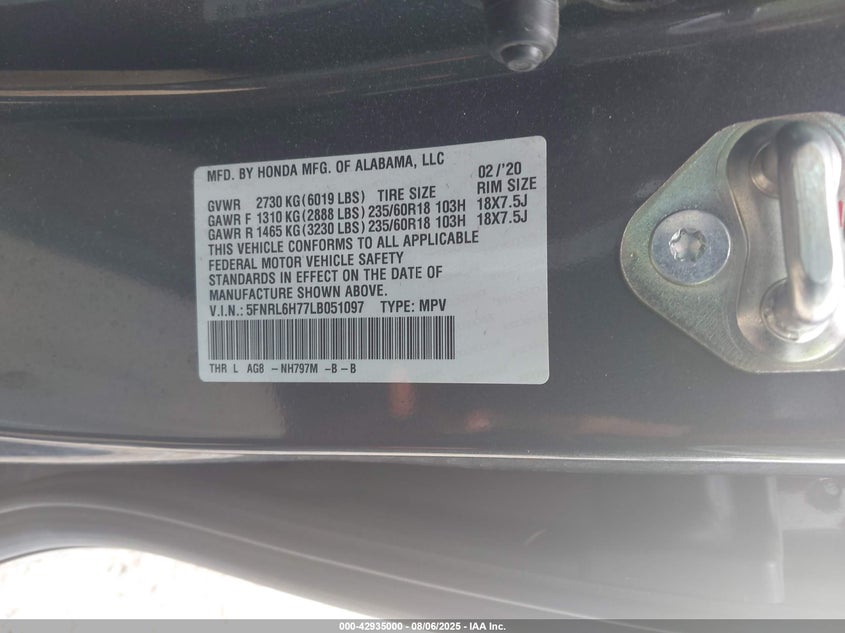 MFD. BY HONDA MFG. OF ALABAMA, LLC 02/'20
GVWR 2730 KG(6019 LBS) TIRE SIZE RIM SIZE
GAWR F 1310 KG(2888 LBS) 235/60R18 103H 18X7.5J
GAWR R 1465 KG(3230 LBS) 235/60R18 103H 18X7.5J
THIS VEHICLE CONFORMS TO ALL APPLICABLE
FEDERAL MOTOR VEHICLE SAFETY
STANDARDS IN EFFECT ON THE DATE OF
MANUFACTURE SHOWN ABOVE.
V.I.N.: 5FNRL6H77LB051097 TYPE: MPV
THR L AG8 - NH797M -B - B
000-42935000 - 08/06/2025 - IAA Inc.